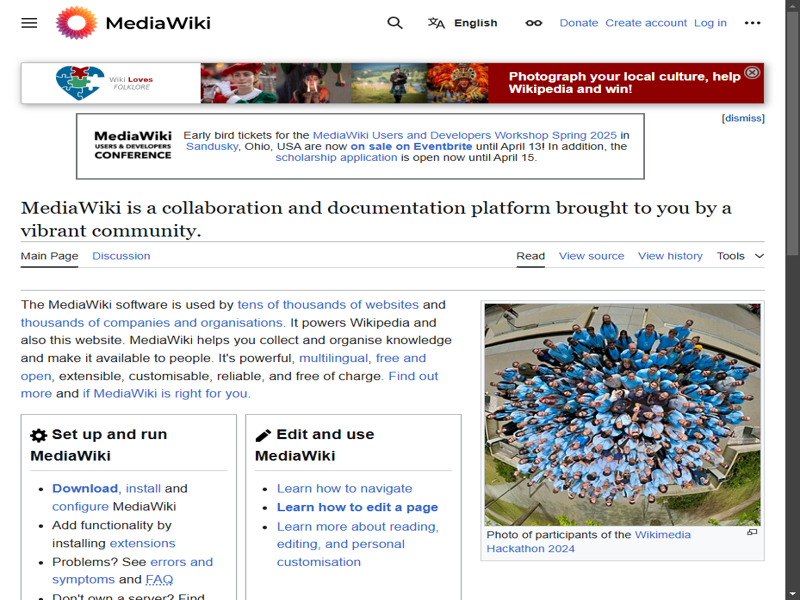 MediaWiki
English
Donate Create account Log in
Wiki Loves
FOLKLORE
Photograph your local culture, help
Wikipedia and win!
[dismiss]
MediaWiki
USERS & DEVELOPERS
CONFERENCE
Early bird tickets for the MediaWiki Users and Developers Workshop Spring 2025 in
Sandusky, Ohio, USA are now on sale on Eventbrite until April 13! In addition, the
scholarship application is open now until April 15.
MediaWiki is a collaboration and documentation platform brought to you by a
vibrant community.
Main Page Discussion Read View source View history Tools
The MediaWiki software is used by tens of thousands of websites and
thousands of companies and organisations. It powers Wikipedia and
also this website. MediaWiki helps you collect and organise knowledge
and make it available to people. It's powerful, multilingual, free and
open, extensible, customisable, reliable, and free of charge. Find out
more and if MediaWiki is right for you.
Set up and run
MediaWiki
Download, install and
configure MediaWiki
Add functionality by
installing extensions
Problems? See errors and
symptoms and FAQ
Don't own a server? Find
Edit and use
MediaWiki
Learn how to navigate
Learn how to edit a page
Learn more about reading,
editing, and personal
customisation
Photo of participants of the Wikimedia
Hackathon 2024